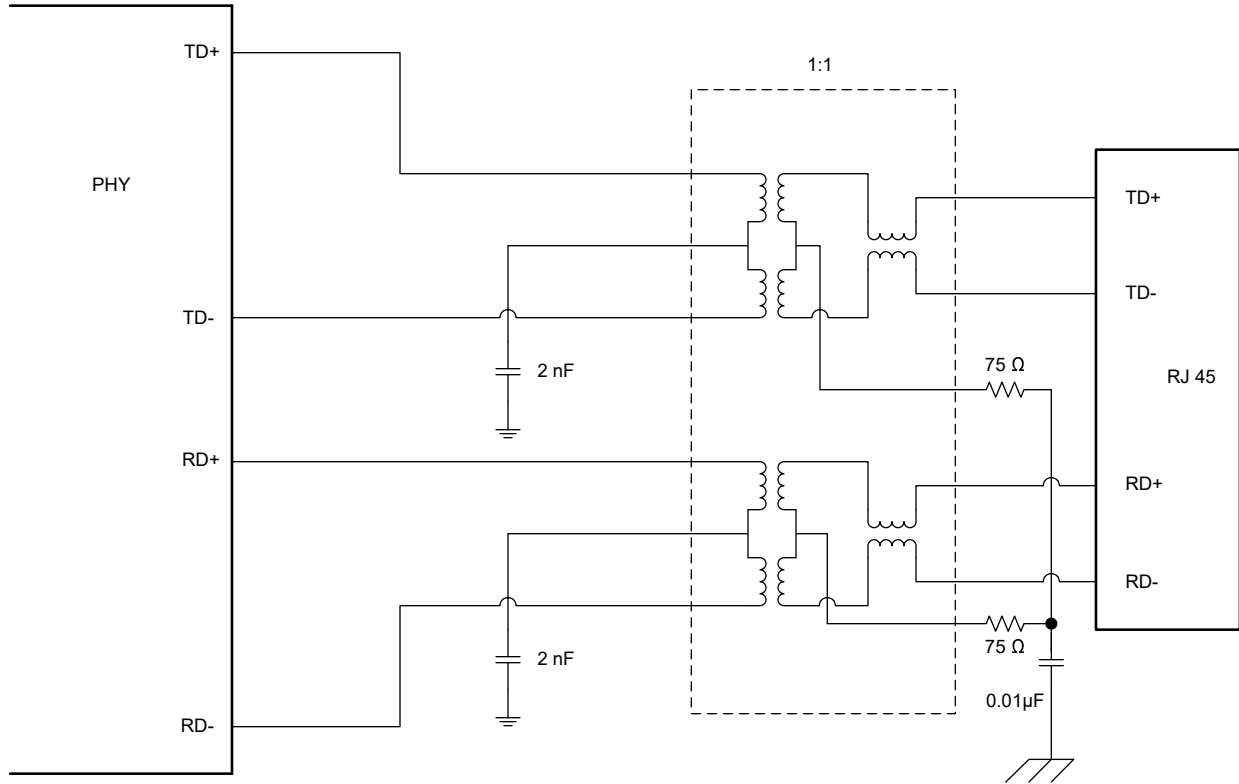 TD+
1:1
PHY
TD+
TD-
TD-
2 nF
75 Ω
RJ 45
RD+
RD+
RD-
2 nF
75 Ω
0.01µF
RD-